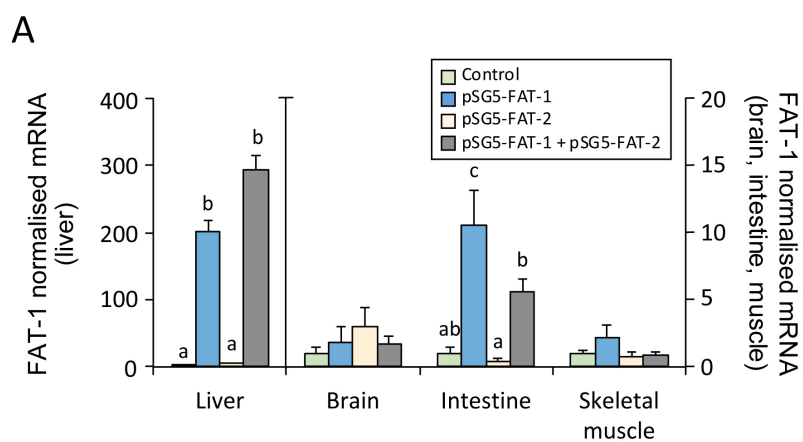 A
Control
pSG5-FAT-1
pSG5-FAT-2
pSG5-FAT-1 + pSG5-FAT-2
FAT-1 normalised mRNA
(liver)
400
300
200
100
0
a
b
a
b
ab
c
a
b
20
15
10
5
0
FAT-1 normalised mRNA
(brain, intestine, muscle)
Liver
Brain
Intestine
Skeletal
muscle